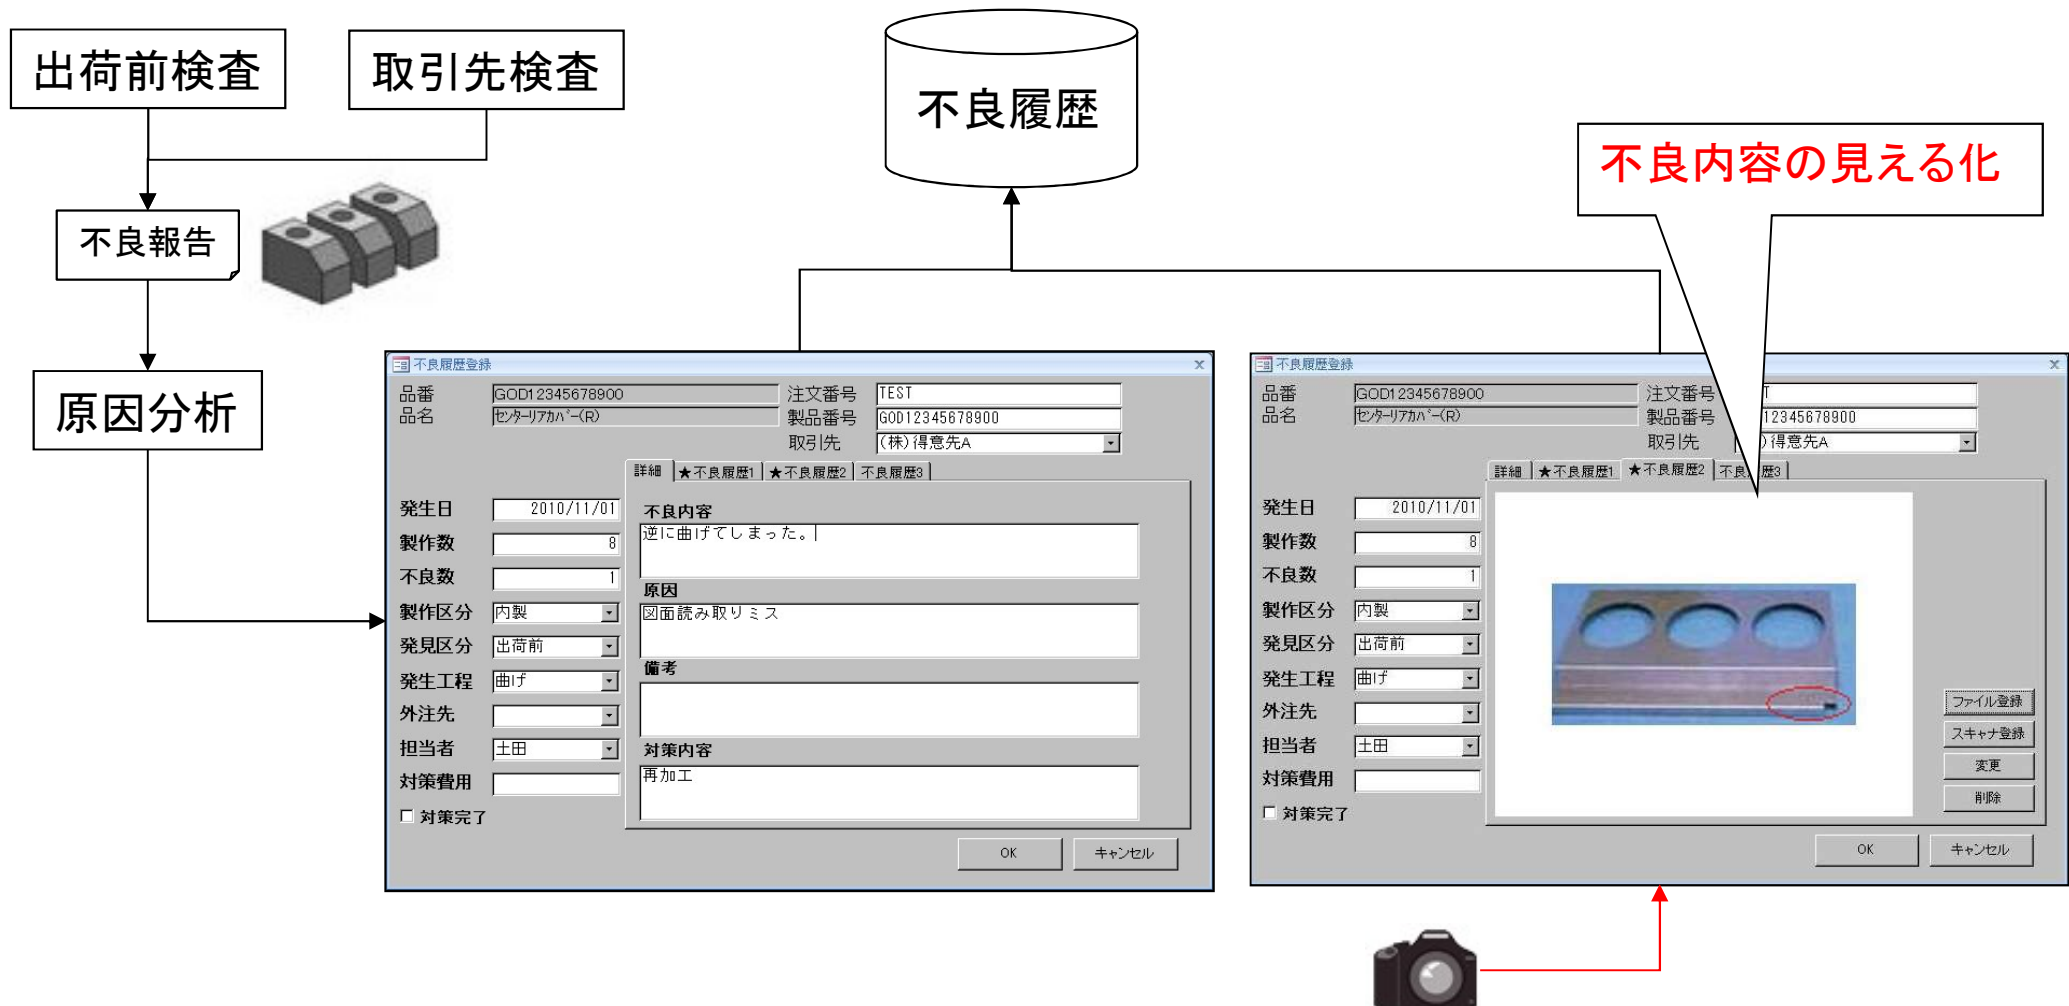 出荷前検査
取引先検査
不良履歴
不良内容の見える化
不良報告
原因分析
不良履歴登録
品番 GOD12345678900 注文番号 TEST
品名 センターリアカバー(R) 製品番号 GOD12345678900
取引先 (株)得意先A
詳細 ★不良履歴1 ★不良履歴2 不良履歴3
発生日 2010/11/01
製作数 8
不良数 1
製作区分 内製
発見区分 出荷前
発生工程 曲げ
外注先
担当者 土田
対策費用
対策完了
不良内容
逆に曲げてしまった。
原因
図面読み取りミス
備考
対策内容
再加工
OK キャンセル
不良履歴登録
品番 GOD12345678900 注文番号 T
品名 センターリアカバー(R) 製品番号 12345678900
取引先 )得意先A
詳細 ★不良履歴1 ★不良履歴2 不良履歴3
発生日 2010/11/01
製作数 8
不良数 1
製作区分 内製
発見区分 出荷前
発生工程 曲げ
外注先
担当者 土田
対策費用
対策完了
ファイル登録
スキャナ登録
変更
削除
OK キャンセル